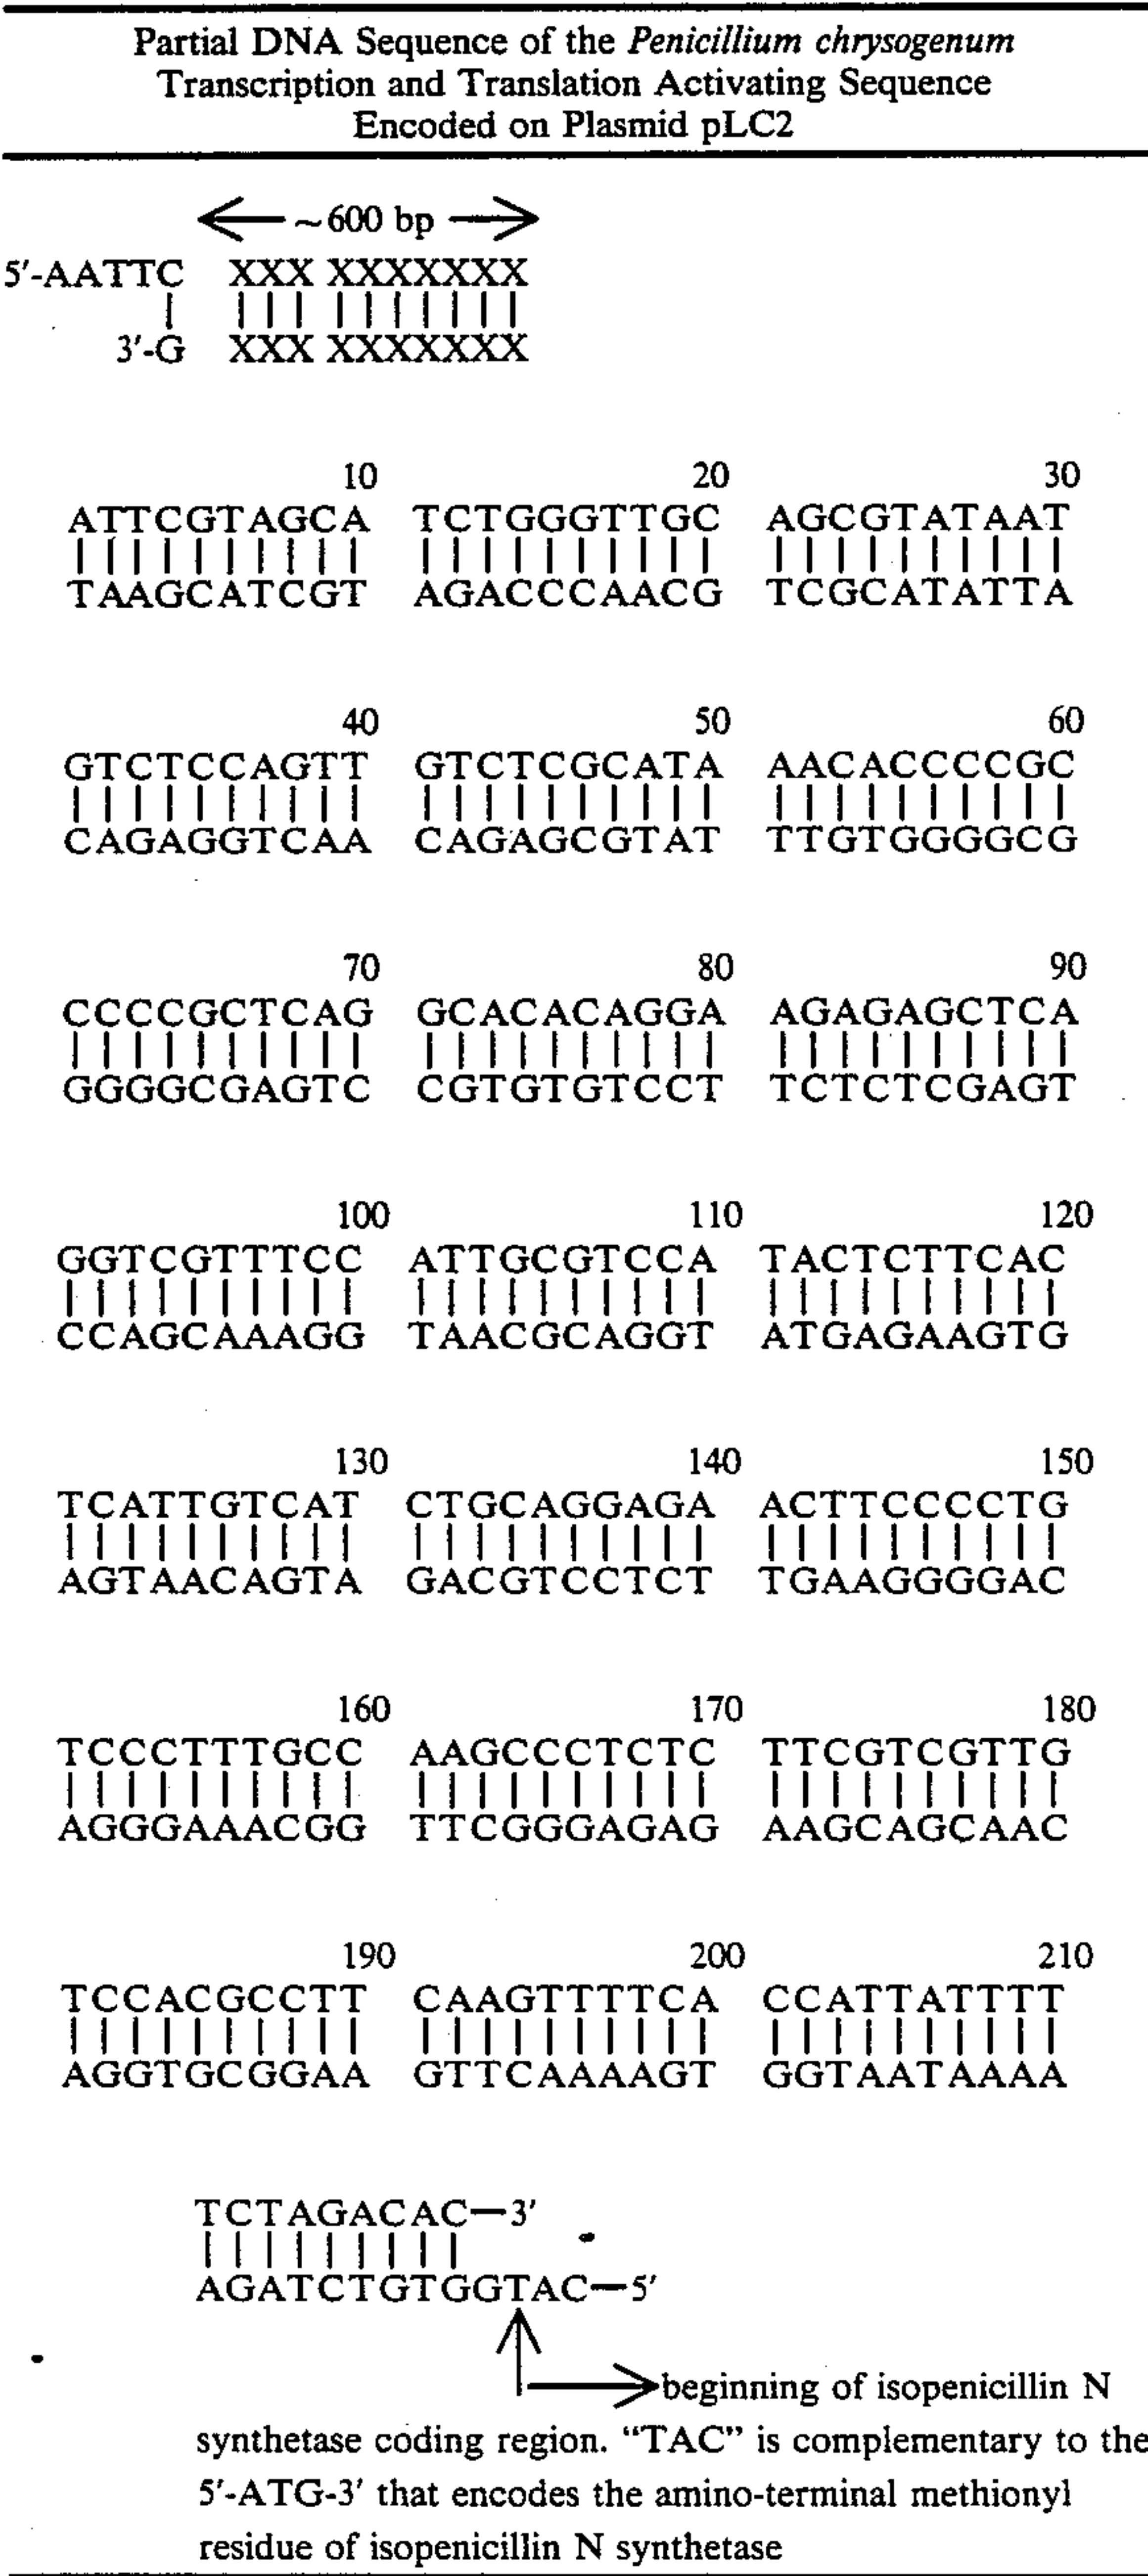 Partial DNA Sequence of the Penicillium chrysogenum
Transcription and Translation Activating Sequence
Encoded on Plasmid pLC2
~600 bp
5′-AATTC XXX XXXXXXX
3′-G XXX XXXXXXX
10 20 30
ATTCGTAGCA TCTGGGTTGC AGCGTATAAT
TAAGCATCGT AGACCCAACG TCGCATATTA
40 50 60
GTCTCCAGTT GTCTCGCATA AACACCCCGC
CAGAGGTCAA CAGAGCGTAT TTGTGGGGCG
70 80 90
CCCCGCTCAG GCACACAGGA AGAGAGCTCA
GGGGCGAGTC CGTGTGTCCT TCTCTCGAGT
100 110 120
GGTCGTTTCC ATTGCGTCCA TACTCTTCAC
CCAGCAAAGG TAACGCAGGT ATGAGAAGTG
130 140 150
TCATTGTCAT CTGCAGGAGA ACTTCCCCTG
AGTAACAGTA GACGTCCTCT TGAAGGGGAC
160 170 180
TCCCTTTGCC AAGCCCTCTC TTCGTCGTTG
AGGGAAACGG TTCGGGAGAG AAGCAGCAAC
190 200 210
TCCACGCCTT CAAGTTTTCA CCATTATTTT
AGGTGCGGAA GTTCAAAAGT GGTAATAAAA
TCTAGACAC—3′
AGATCTGTGGTAC—5′
beginning of isopenicillin N
synthetase coding region. “TAC” is complementary to the
5′-ATG-3′ that encodes the amino-terminal methionyl
residue of isopenicillin N synthetase